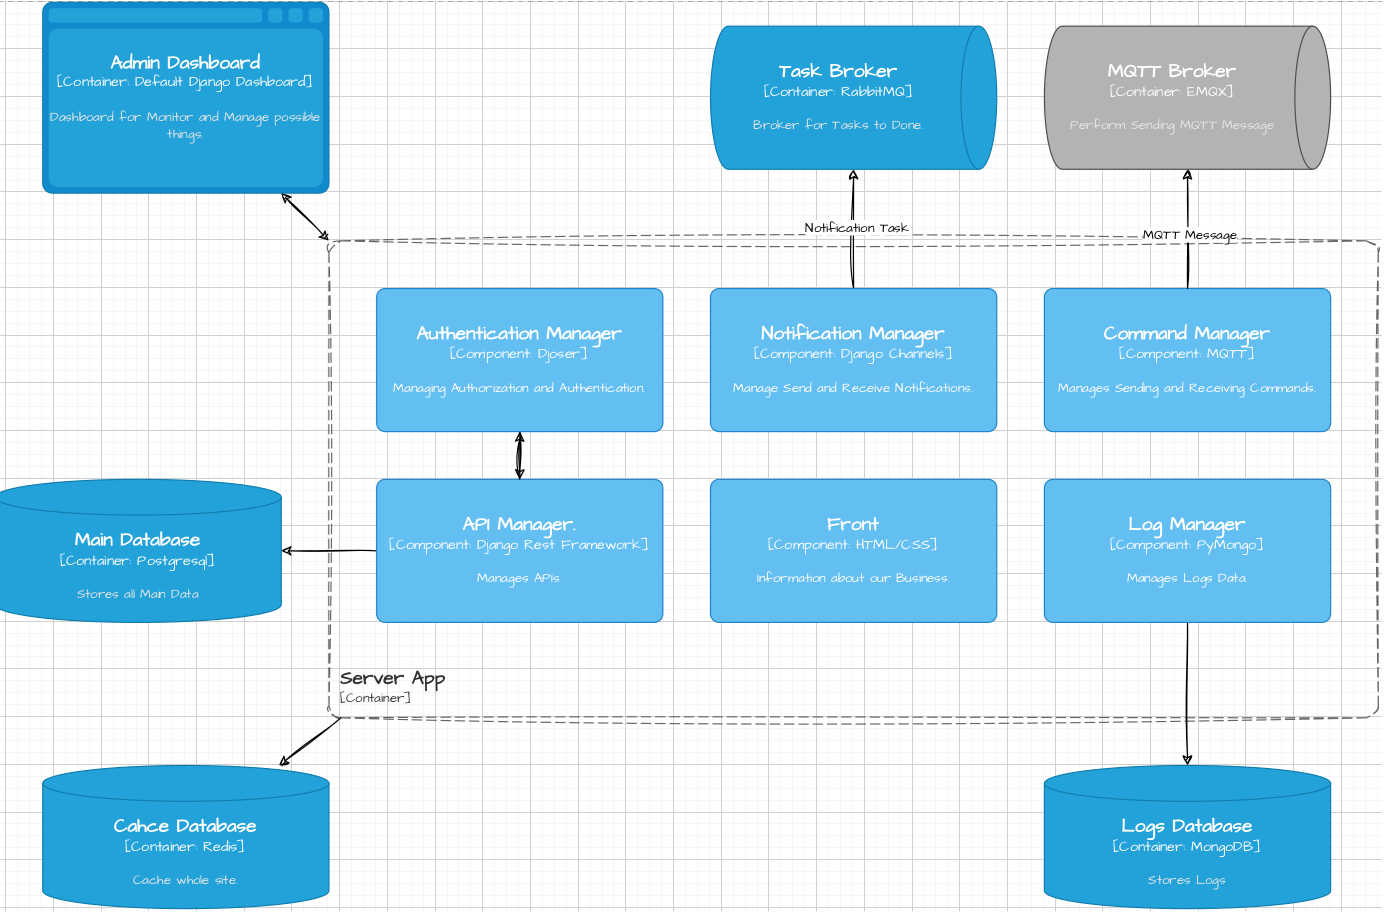 Admin Dashboard
[Container: Default Django Dashboard]
Dashboard for Monitor and Manage possible
things.
Task Broker
[Container: RabbitMQ]
Broker for Tasks to Done.
MQTT Broker
[Container: EMQX]
Perform Sending MQTT Message
Notification Task
MQTT Message
Authentication Manager
[Component: Djoser]
Managing Authorization and Authentication.
Notification Manager
[Component: Django Channels]
Manage Send and Receive Notifications.
Command Manager
[Component: MQTT]
Manages Sending and Receiving Commands.
Main Database
[Container: Postgresql]
Stores all Main Data
API Manager.
[Component: Django Rest Framework]
Manages APIs.
Front
[Component: HTML/CSS]
Information about our Business.
Log Manager
[Component: PyMongo]
Manages Logs Data.
Server App
[Container]
Cahce Database
[Container: Redis]
Cache whole site.
Logs Database
[Container: MongoDB]
Stores Logs